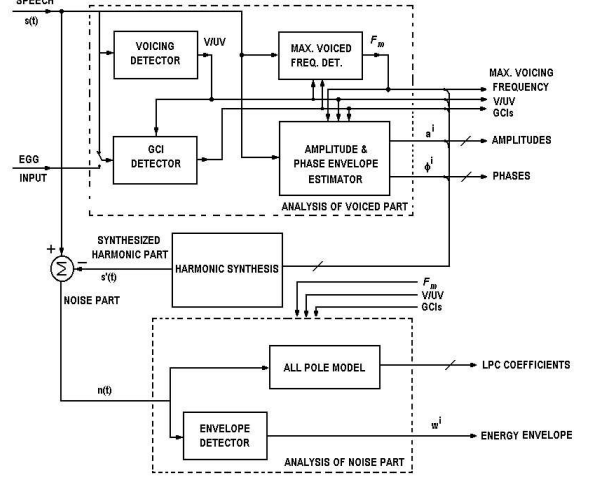 SPEECH
s(t)
VOICING
DETECTOR
V/UV
MAX. VOICED
FREQ. DET.
Fm
MAX. VOICING
FREQUENCY
V/UV
GCIs
GCI
DETECTOR
EGG
INPUT
AMPLITUDE &
PHASE ENVELOPE
ESTIMATOR
a i
AMPLITUDES
ϕ i
PHASES
ANALYSIS OF VOICED PART
+
Σ
−
SYNTHESIZED
HARMONIC PART
s'(t)
HARMONIC SYNTHESIS
NOISE PART
Fm
V/UV
GCIs
ALL POLE MODEL
LPC COEFFICIENTS
n(t)
ENVELOPE
DETECTOR
w i
ENERGY ENVELOPE
ANALYSIS OF NOISE PART